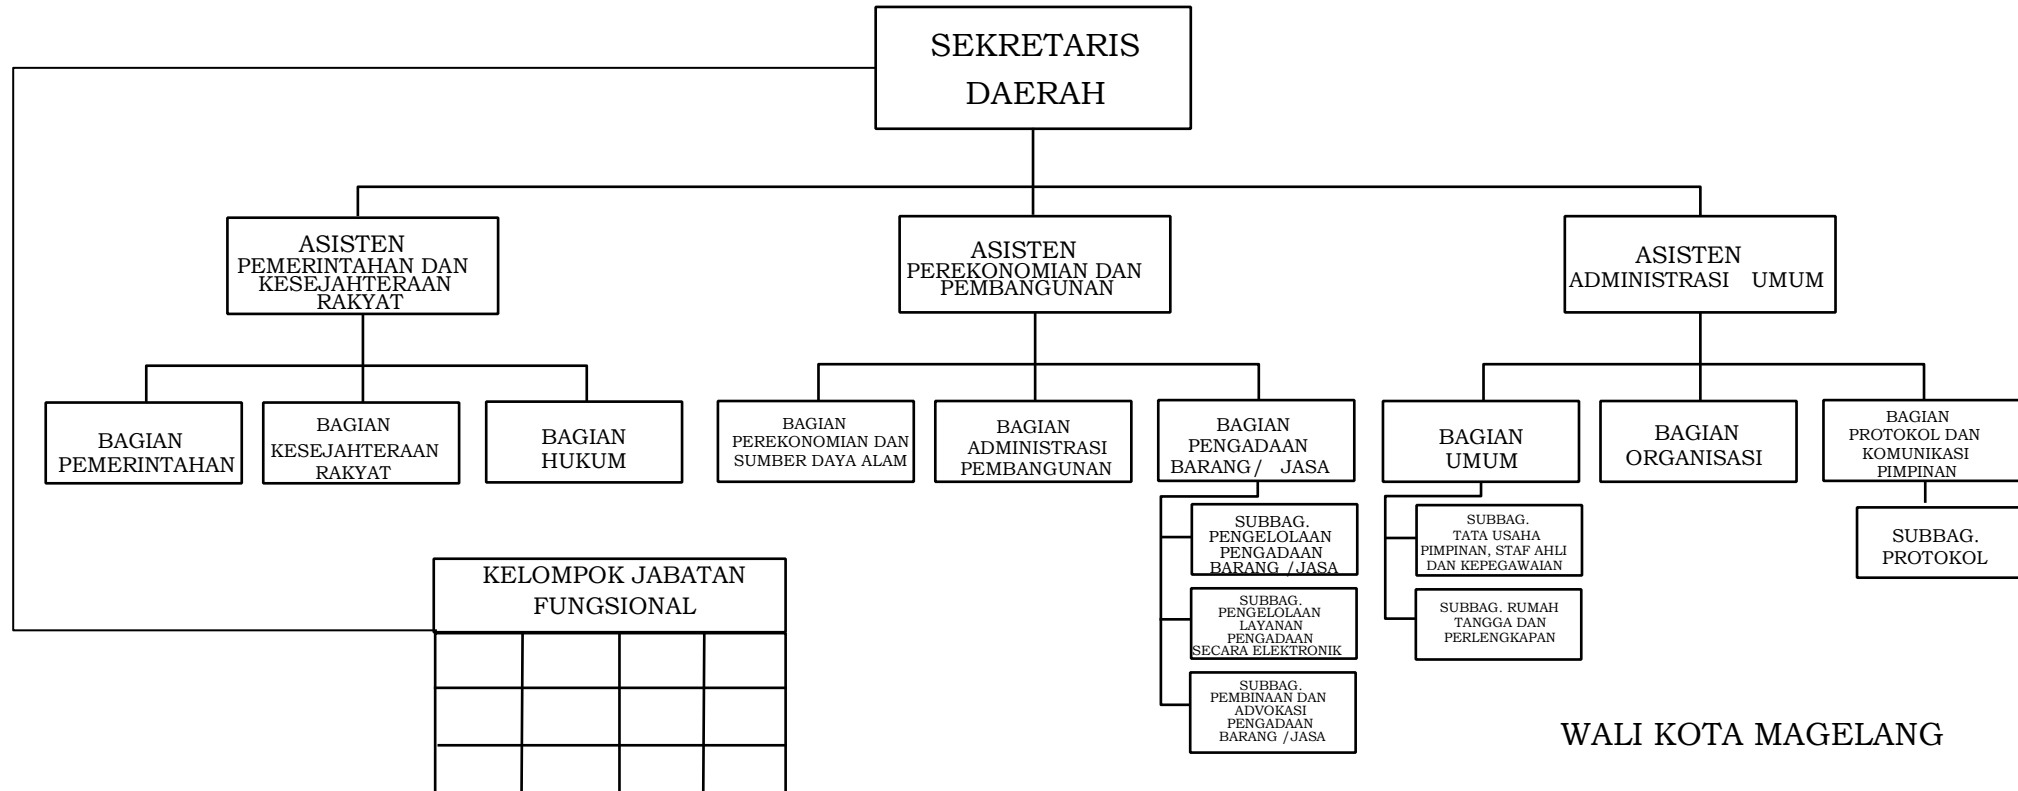 SEKRETARIS
DAERAH
ASISTEN
PEMERINTAHAN DAN
KESEJAHTERAAN
RAKYAT
ASISTEN
PEREKONOMIAN DAN
PEMBANGUNAN
ASISTEN
ADMINISTRASI UMUM
BAGIAN
PEMERINTAHAN
BAGIAN
KESEJAHTERAAN
RAKYAT
BAGIAN
HUKUM
BAGIAN
PEREKONOMIAN DAN
SUMBER DAYA ALAM
BAGIAN
ADMINISTRASI
PEMBANGUNAN
BAGIAN
PENGADAAN
BARANG/ JASA
BAGIAN
UMUM
BAGIAN
ORGANISASI
BAGIAN
PROTOKOL DAN
KOMUNIKASI
PIMPINAN
SUBBAG.
PENGELOLAAN
PENGADAAN
BARANG /JASA
SUBBAG.
PENGELOLAAN
LAYANAN
PENGADAAN
SECARA ELEKTRONIK
SUBBAG.
PEMBINAAN DAN
ADVOKASI
PENGADAAN
BARANG /JASA
SUBBAG.
TATA USAHA
PIMPINAN, STAF AHLI
DAN KEPEGAWAIAN
SUBBAG. RUMAH
TANGGA DAN
PERLENGKAPAN
SUBBAG.
PROTOKOL
KELOMPOK JABATAN
FUNGSIONAL
WALI KOTA MAGELANG